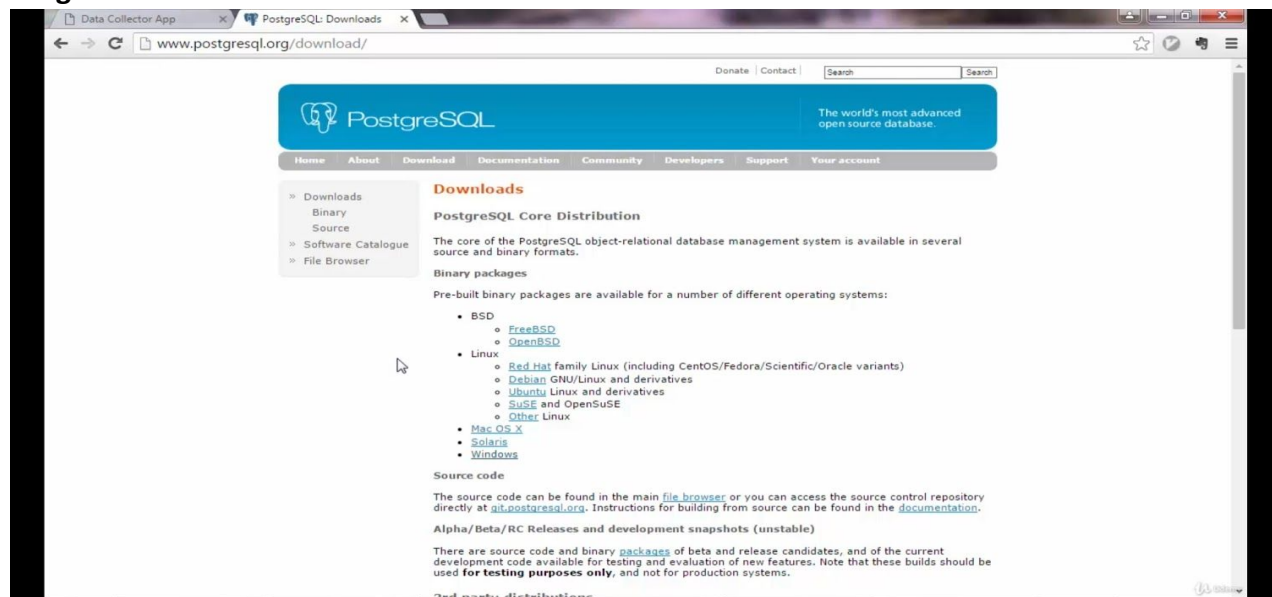 Data Collector App
PostgreSQL: Downloads
www.postgresql.org/download/
Donate | Contact
Search
Search
PostgreSQL
The world's most advanced
open source database.
Home About Download Documentation Community Developers Support Your account
» Downloads
Binary
Source
» Software Catalogue
» File Browser
Downloads
PostgreSQL Core Distribution
The core of the PostgreSQL object-relational database management system is available in several
source and binary formats.
Binary packages
Pre-built binary packages are available for a number of different operating systems:
• BSD
FreeBSD
OpenBSD
• Linux
Red Hat family Linux (including CentOS/Fedora/Scientific/Oracle variants)
Debian GNU/Linux and derivatives
Ubuntu Linux and derivatives
SuSE and OpenSuSE
Other Linux
• Mac OS X
• Solaris
• Windows
Source code
The source code can be found in the main file browser or you can access the source control repository
directly at git.postgresql.org. Instructions for building from source can be found in the documentation.
Alpha/Beta/RC Releases and development snapshots (unstable)
There are source code and binary packages of beta and release candidates, and of the current
development code available for testing and evaluation of new features. Note that these builds should be
used for testing purposes only, and not for production systems.
3rd party distributions